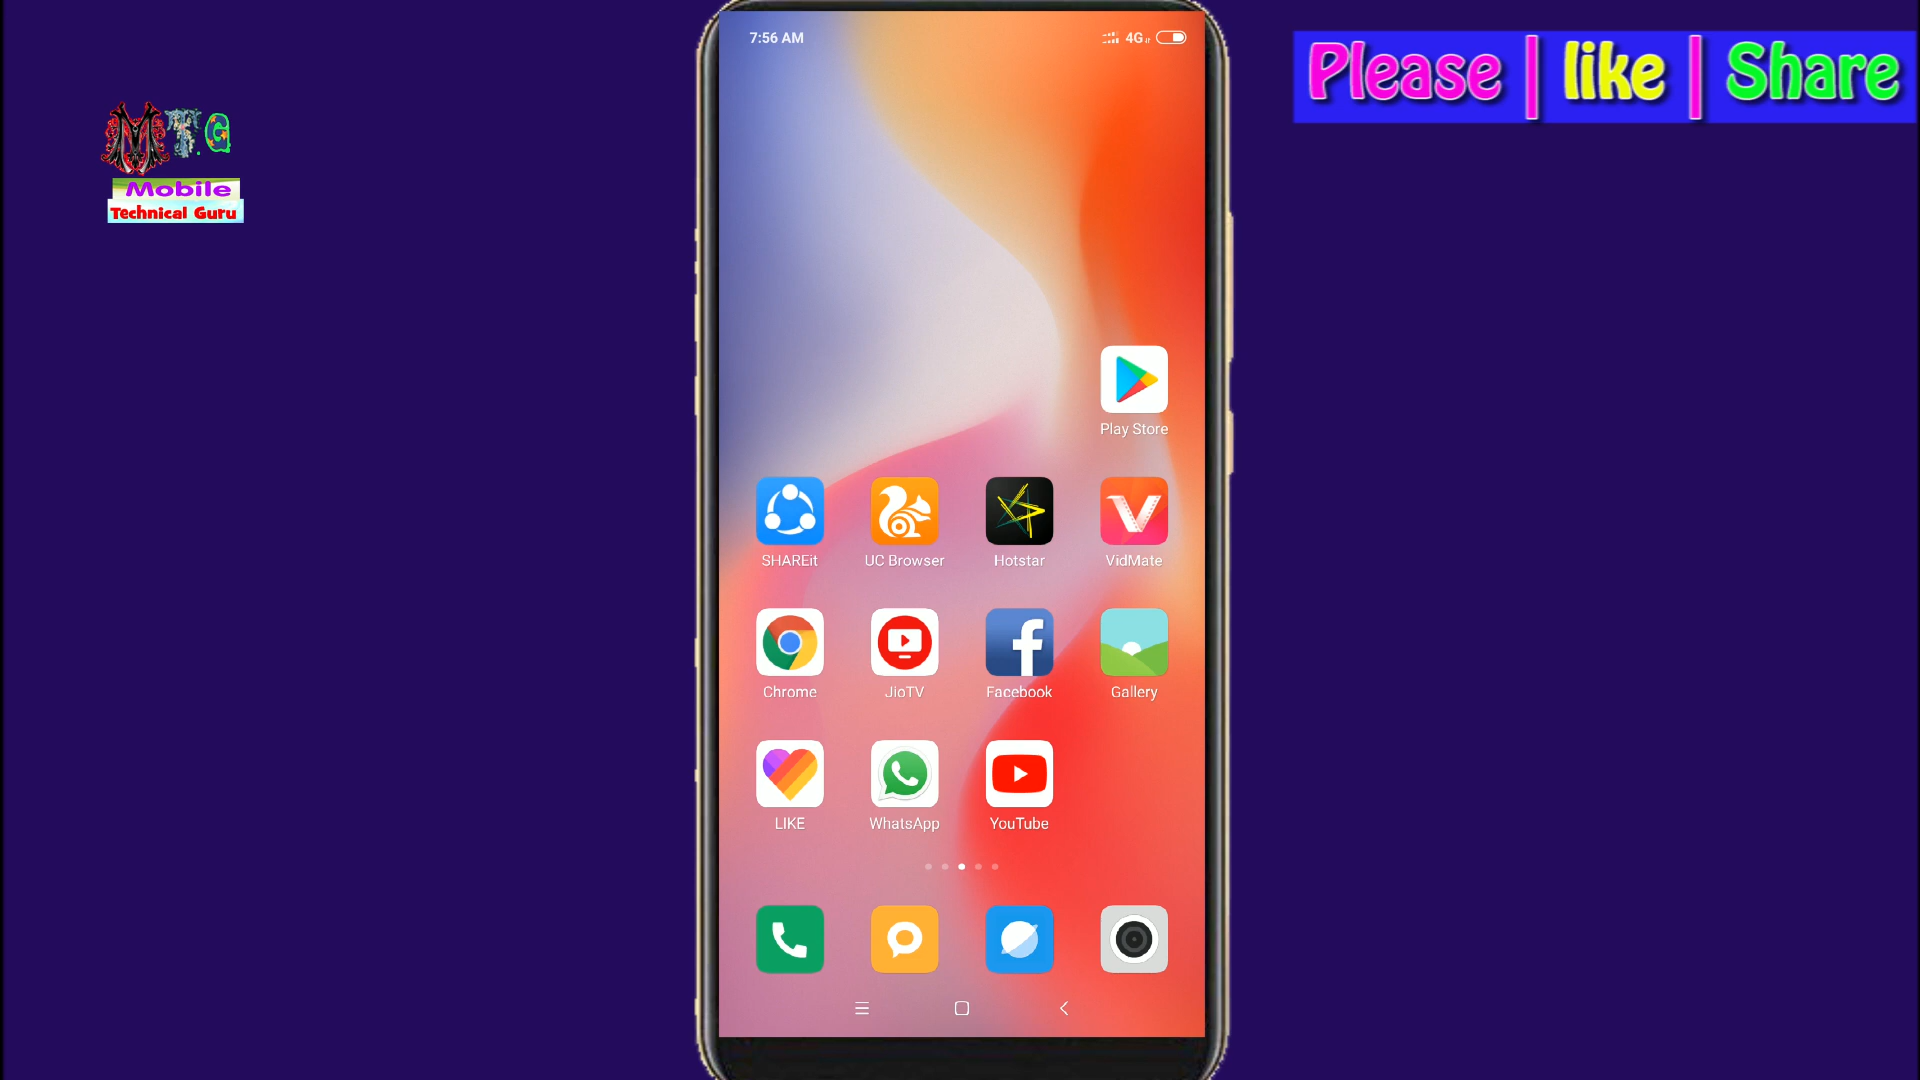 7:56 AM
4G
Please | like | Share
M T.G
Mobile
Technical Guru
Play Store
SHAREit
UC Browser
Hotstar
VidMate
Chrome
JioTV
Facebook
Gallery
LIKE
WhatsApp
YouTube